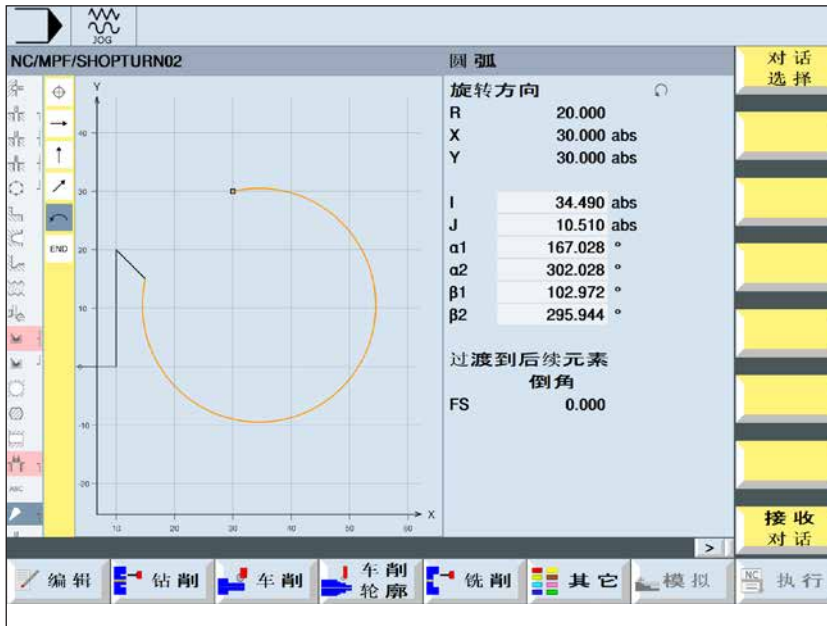 JOG
NC/MPF/SHOPTURN02
圆 弧
对 话
选 择
Y
40
30
20
10
0
-10
-20
10
20
30
40
50
60
X
END
ABC
旋转方向
R 20.000
X 30.000 abs
Y 30.000 abs
I 34.490 abs
J 10.510 abs
α1 167.028 °
α2 302.028 °
β1 102.972 °
β2 295.944 °
过渡到后续元素
倒角
FS 0.000
接 收
对 话
>
编 辑
钻 削
车 削
车 削
轮 廓
铣 削
其 它
模 拟
NC
执 行